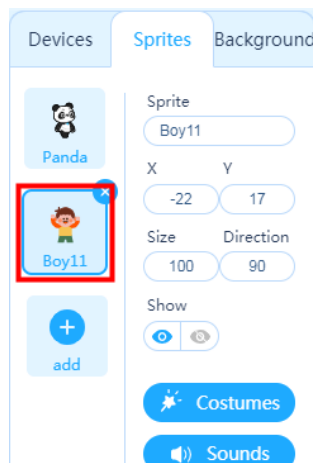 Devices Sprites Background
Panda
Boy11
add
Sprite
Boy11
X Y
-22 17
Size Direction
100 90
Show
Costumes
Sounds